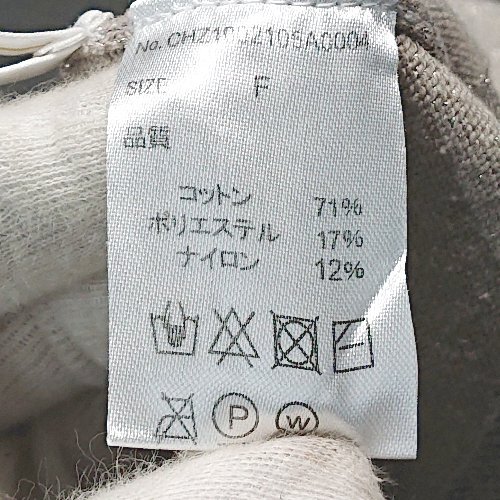 SIZE F
品質
コットン 71%
ポリエステル 17%
ナイロン 12%
P W